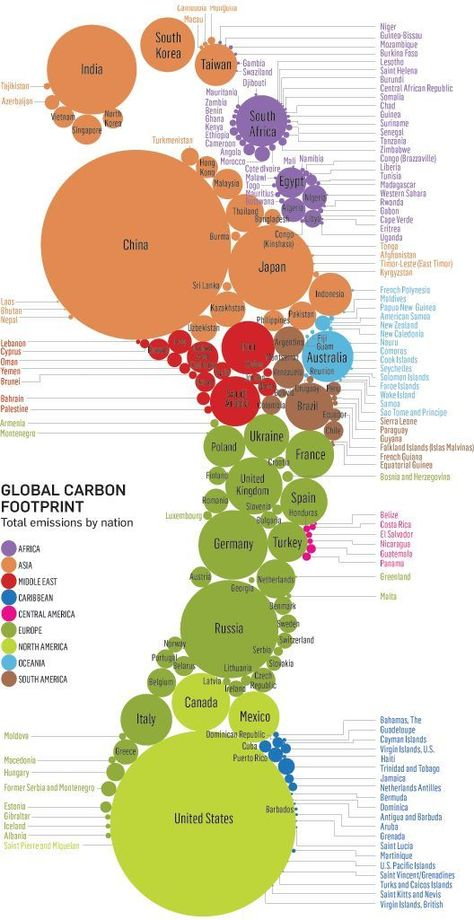 Cambodia
Mongolia
Macau
South
Korea
Taiwan
India
Tajikistan
Azerbaijan
Vietnam
North
Korea
Singapore
Niger
Guinea-Bissau
Mozambique
Burkina Faso
Lesotho
Saint Helena
Burundi
Central African Republic
Somalia
Chad
Guinea
Suriname
Senegal
Tanzania
Zimbabwe
Congo (Brazzaville)
Liberia
Tunisia
Madagascar
Western Sahara
Rwanda
Gabon
Cape Verde
Eritrea
Uganda
Tonga
Afghanistan
Timor-Leste (East Timor)
Kyrgyzstan
Gambia
Swaziland
Djibouti
Mauritania
Zambia
Benin
Ghana
Kenya
Ethiopia
Cameroon
Angola
Morocco
South
Africa
Cote dIvoire
Mali
Namibia
Malawi
Togo
Mauritius
Botswana
Egypt
Nigeria
Algeria
Libya
Turkmenistan
Hong
Kong
Malaysia
Thailand
Bangladesh
Congo
(Kinshasa)
China
Burma
Japan
Sri Lanka
Indonesia
Kazakhstan
Philippines
Pakistan
Uzbekistan
Laos
Bhutan
Nepal
French Polynesia
Maldives
Papua New Guinea
American Samoa
New Zealand
New Caledonia
Nauru
Comoros
Cook Islands
Seychelles
Solomon Islands
Force Islands
Wake Island
Samoa
Sao Tome and Principe
Sierra Leone
Paraguay
Guyana
Falkland Islands (Islas Malvinas)
French Guiana
Equatorial Guinea
Bosnia and Herzegovina
Fiji
Guam
Australia
Reunion
Lebanon
Cyprus
Oman
Yemen
Brunei
Bahrain
Palestine
Iran
Saudi
Arabia
Argentina
Montserrat
Venezuela
Uruguay
Peru
Brazil
Colombia
Ecuador
Chile
Armenia
Montenegro
Poland
Ukraine
France
Croatia
Finland
United
Kingdom
Romania
Slovenia
Spain
Honduras
Luxembourg
Bulgaria
Germany
Turkey
Belize
Costa Rica
El Salvador
Nicaragua
Guatemala
Panama
GLOBAL CARBON
FOOTPRINT
Total emissions by nation
AFRICA
ASIA
MIDDLE EAST
CARIBBEAN
CENTRAL AMERICA
EUROPE
NORTH AMERICA
OCEANIA
SOUTH AMERICA
Austria
Georgia
Netherlands
Greenland
Malta
Denmark
Sweden
Switzerland
Russia
Serbia
Norway
Portugal
Belarus
Lithuania
Slovakia
Latvia
Czech
Republic
Ireland
Belgium
Canada
Italy
Mexico
Moldova
Macedonia
Greece
Hungary
Former Serbia and Montenegro
Estonia
Gibraltar
Iceland
Albania
Saint Pierre and Miquelon
Dominican Republic
Cuba
Puerto Rico
United States
Barbados
Bahamas, The
Guadeloupe
Cayman Islands
Virgin Islands, U.S.
Haiti
Trinidad and Tobago
Jamaica
Netherlands Antilles
Bermuda
Dominica
Antigua and Barbuda
Aruba
Grenada
Saint Lucia
Martinique
U.S. Pacific Islands
Saint Vincent/Grenadines
Turks and Caicos Islands
Saint Kitts and Nevis
Virgin Islands, British